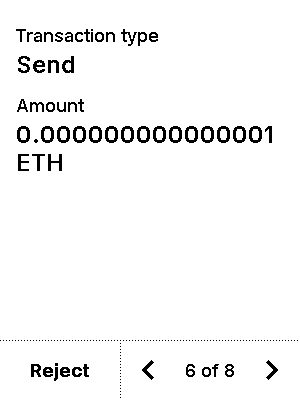 Transaction type
Send
Amount
0.000000000000001
ETH
Reject
6 of 8